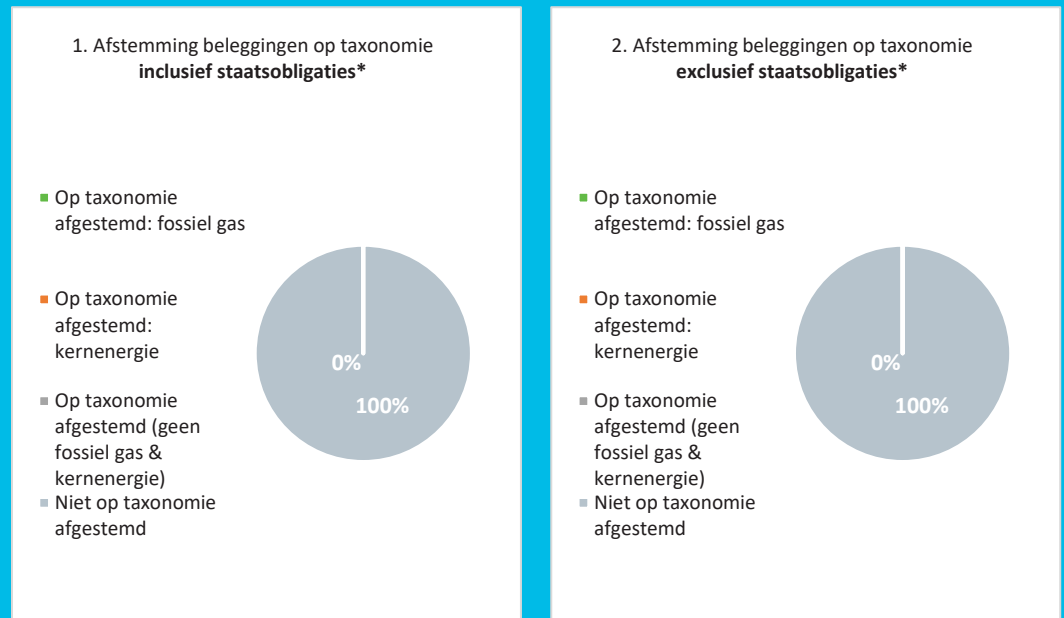 1. Afstemming beleggingen op taxonomie
inclusief staatsobligaties*
Op taxonomie
afgestemd: fossiel gas
Op taxonomie
afgestemd:
kernenergie
Op taxonomie
afgestemd (geen
fossiel gas &
kernenergie)
Niet op taxonomie
afgestemd
0%
100%
2. Afstemming beleggingen op taxonomie
exclusief staatsobligaties*
Op taxonomie
afgestemd: fossiel gas
Op taxonomie
afgestemd:
kernenergie
Op taxonomie
afgestemd (geen
fossiel gas &
kernenergie)
Niet op taxonomie
afgestemd
0%
100%